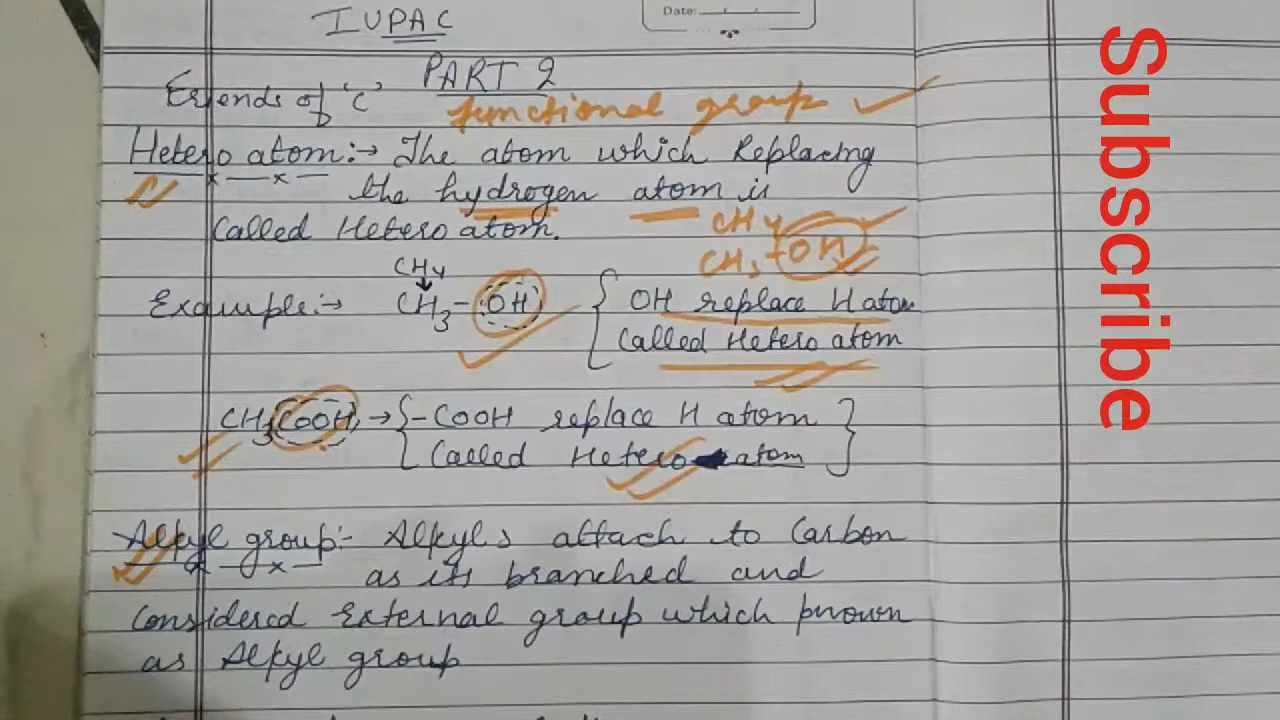 IUPAC
Date:
PART 2
Friends of 'C'
functional group
Hetero atom:→ The atom which Replacing
the hydrogen atom is
Called Hetero atom.
CH4
CH3-OH
CH4
Example:→ CH3-OH { OH replace H atom
Called Hetero atom
CH3COOH → {-COOH replace H atom }
Called Hetero atom
Alkyl group:- Alkyls attach to Carbon
as its branched and
Considered External group which known
as Alkyl group
Subscribe